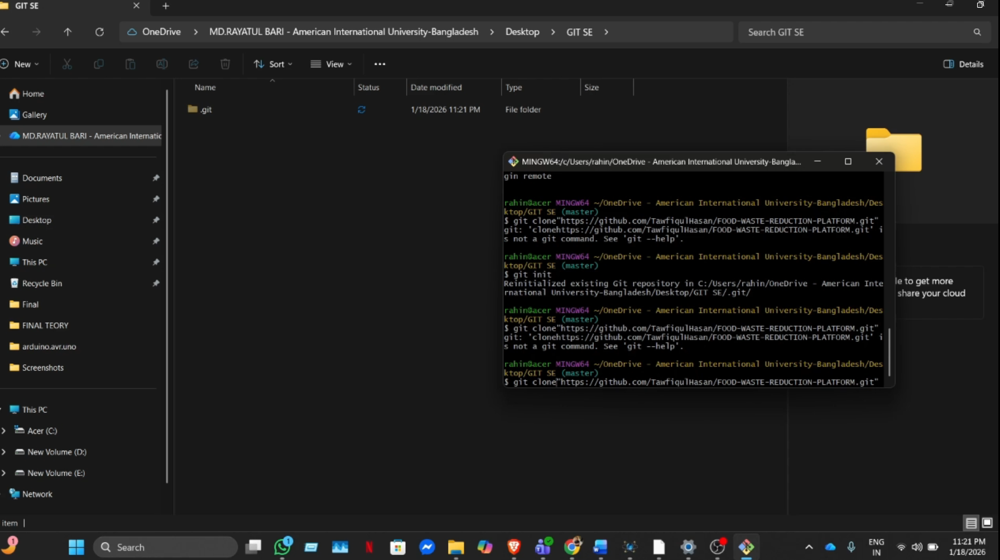 GIT SE
OneDrive > MD.RAYATUL BARI - American International University-Bangladesh > Desktop > GIT SE >
Search GIT SE
New
Sort
View
Details
Name
Status
Date modified
Type
Size
.git
1/18/2026 11:21 PM
File folder
Home
Gallery
MD.RAYATUL BARI - American Internatic
Documents
Pictures
Desktop
Music
This PC
Recycle Bin
Final
FINAL TEORY
arduino.avr.uno
Screenshots
This PC
Acer (C:)
New Volume (D:)
New Volume (E:)
Network
MINGW64:/c/Users/rahin/OneDrive - American International University-Bangla...
gin remote
rahin@acer MINGW64 ~/OneDrive - American International University-Bangladesh/Des
ktop/GIT SE (master)
$ git clone"https://github.com/TawfiqulHasan/FOOD-WASTE-REDUCTION-PLATFORM.git"
git: 'clonehttps://github.com/TawfiqulHasan/FOOD-WASTE-REDUCTION-PLATFORM.git' i
s not a git command. See 'git --help'.
rahin@acer MINGW64 ~/OneDrive - American International University-Bangladesh/Des
ktop/GIT SE (master)
$ git init
Reinitialized existing Git repository in C:/Users/rahin/OneDrive - American Inte
rnational University-Bangladesh/Desktop/GIT SE/.git/
rahin@acer MINGW64 ~/OneDrive - American International University-Bangladesh/Des
ktop/GIT SE (master)
$ git clone"https://github.com/TawfiqulHasan/FOOD-WASTE-REDUCTION-PLATFORM.git"
git: 'clonehttps://github.com/TawfiqulHasan/FOOD-WASTE-REDUCTION-PLATFORM.git' i
s not a git command. See 'git --help'.
rahin@acer MINGW64 ~/OneDrive - American International University-Bangladesh/Des
ktop/GIT SE (master)
$ git clone"https://github.com/TawfiqulHasan/FOOD-WASTE-REDUCTION-PLATFORM.git"
le to get more
share your cloud
item
1
Search
1
ENG
IN
11:21 PM
1/18/2026